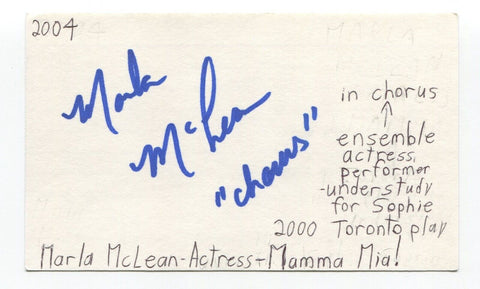 2004
Marla
McLean
"chorus"
in chorus
ensemble
actress
performer
-understudy
for Sophie
2000 Toronto play
Marla McLean-Actress-Mamma Mia!